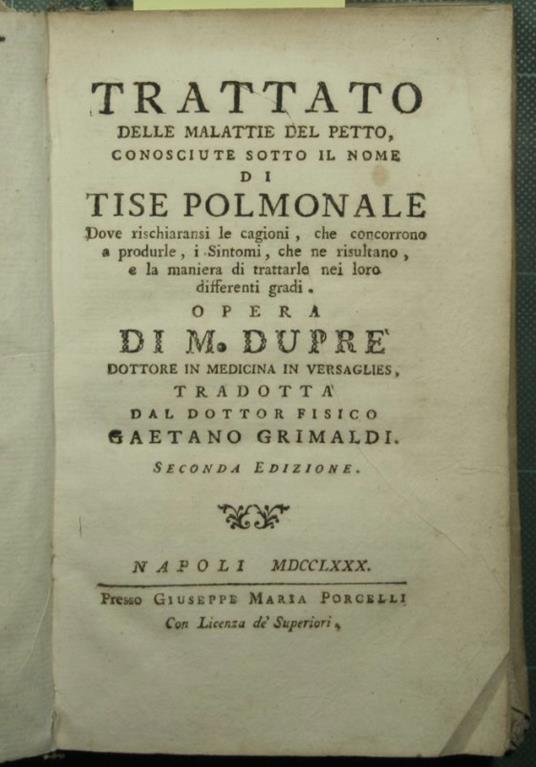 TRATTATO
DELLE MALATTIE DEL PETTO,
CONOSCIUTE SOTTO IL NOME
DI
TISE POLMONALE
Dove rischiaransi le cagioni, che concorrono
a produrle, i Sintomi, che ne risultano,
e la maniera di trattarle nei loro
differenti gradi.
OPERA
DI M. DUPRE'
DOTTORE IN MEDICINA IN VERSAGLIES,
TRADOTTA
DAL DOTTOR FISICO
GAETANO GRIMALDI.
SECONDA EDIZIONE.
NAPOLI MDCCLXXX.
Presso GIUSEPPE MARIA PORCELLI
Con Licenza de' Superiori,